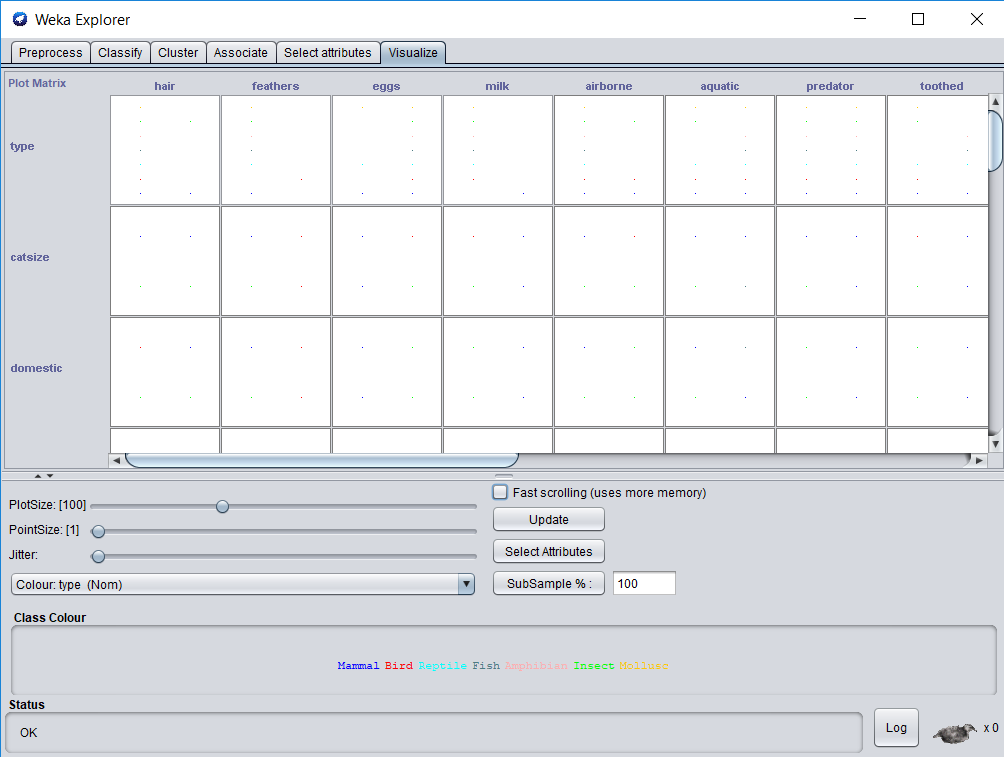 Weka Explorer
Preprocess Classify Cluster Associate Select attributes Visualize
Plot Matrix hair feathers eggs milk airborne aquatic predator toothed
type
catsize
domestic
PlotSize: [100]
PointSize: [1]
Jitter:
Colour: type (Nom)
Fast scrolling (uses more memory)
Update
Select Attributes
SubSample % : 100
Class Colour
Mammal Bird Reptile Fish Amphibian Insect Mollusc
Status
OK
Log x 0